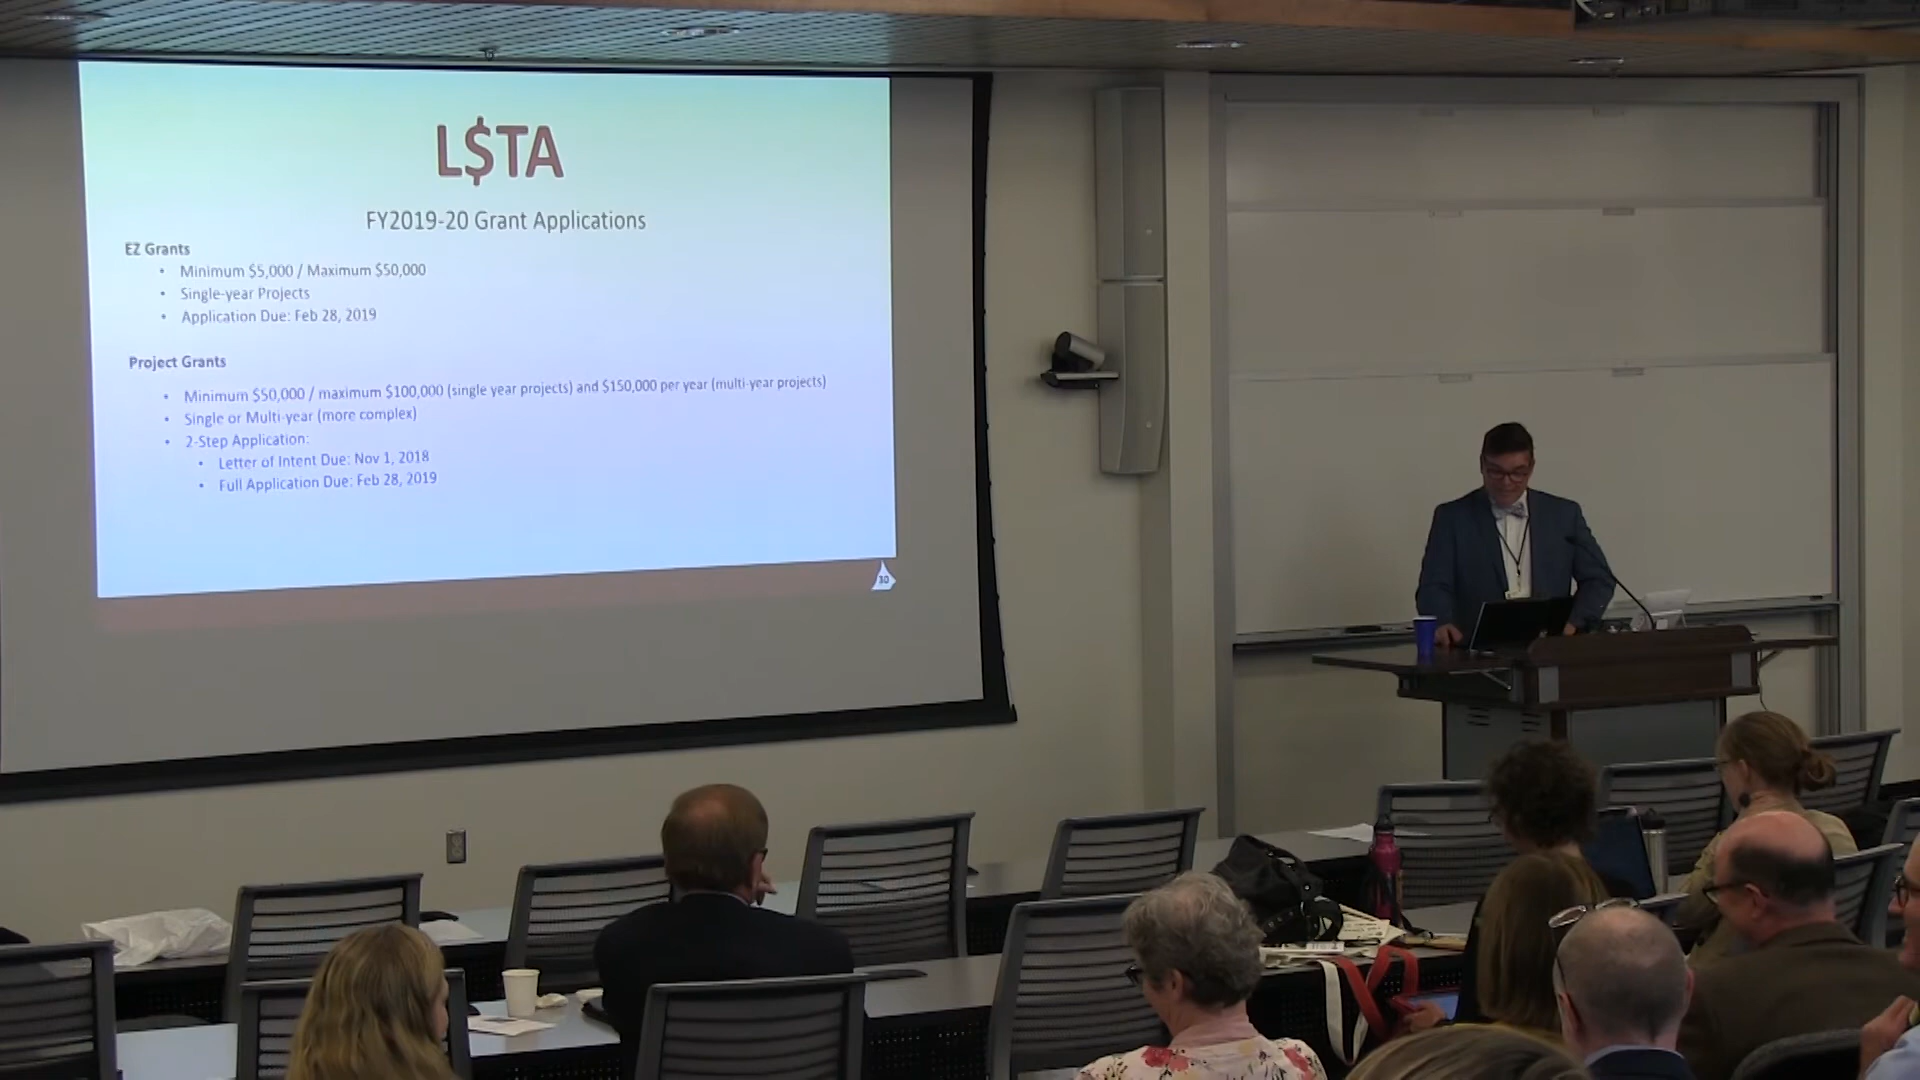 L$TA
FY2019-20 Grant Applications
EZ Grants
• Minimum $5,000 / Maximum $50,000
• Single-year Projects
• Application Due: Feb 28, 2019
Project Grants
• Minimum $50,000 / maximum $100,000 (single year projects) and $150,000 per year (multi-year projects)
• Single or Multi-year (more complex)
• 2-Step Application:
• Letter of Intent Due: Nov 1, 2018
• Full Application Due: Feb 28, 2019
30